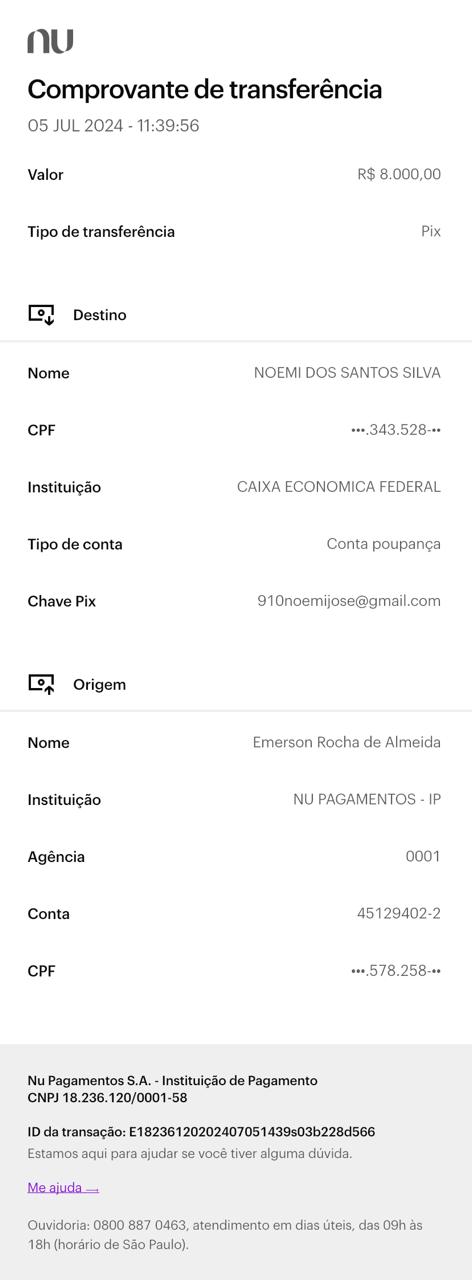 nu
Comprovante de transferência
05 JUL 2024 - 11:39:56
Valor R$ 8.000,00
Tipo de transferência Pix
Destino
Nome NOEMI DOS SANTOS SILVA
CPF •••.343.528-••
Instituição CAIXA ECONOMICA FEDERAL
Tipo de conta Conta poupança
Chave Pix 910noemijose@gmail.com
Origem
Nome Emerson Rocha de Almeida
Instituição NU PAGAMENTOS - IP
Agência 0001
Conta 45129402-2
CPF •••.578.258-••
Nu Pagamentos S.A. - Instituição de Pagamento
CNPJ 18.236.120/0001-58
ID da transação: E18236120202407051439s03b228d566
Estamos aqui para ajudar se você tiver alguma dúvida.
Me ajuda →
Ouvidoria: 0800 887 0463, atendimento em dias úteis, das 09h às
18h (horário de São Paulo).